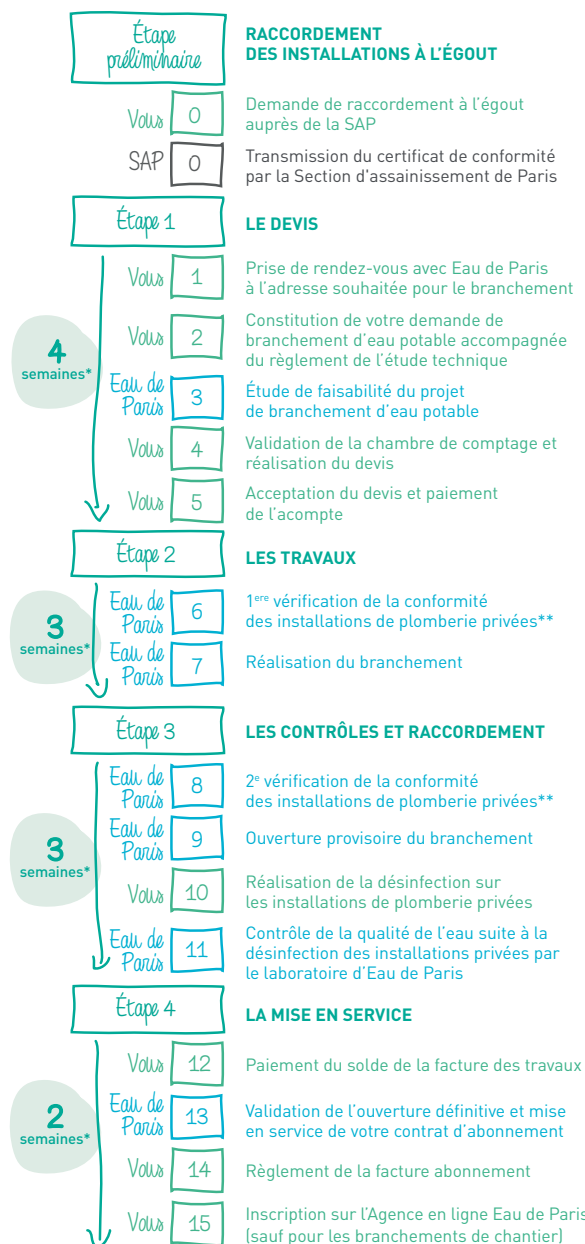 Étape
préliminaire
RACCORDEMENT
DES INSTALLATIONS À L'ÉGOUT
Vous 0 Demande de raccordement à l'égout
auprès de la SAP
SAP 0 Transmission du certificat de conformité
par la Section d'assainissement de Paris
Étape 1 LE DEVIS
4
semaines*
Vous 1 Prise de rendez-vous avec Eau de Paris
à l'adresse souhaitée pour le branchement
Vous 2 Constitution de votre demande de
branchement d'eau potable accompagnée
du règlement de l'étude technique
Eau de
Paris 3 Étude de faisabilité du projet
de branchement d'eau potable
Vous 4 Validation de la chambre de comptage et
réalisation du devis
Vous 5 Acceptation du devis et paiement
de l'acompte
Étape 2 LES TRAVAUX
3
semaines*
Eau de
Paris 6 1ere vérification de la conformité
des installations de plomberie privées**
Eau de
Paris 7 Réalisation du branchement
Étape 3 LES CONTRÔLES ET RACCORDEMENT
3
semaines*
Eau de
Paris 8 2e vérification de la conformité
des installations de plomberie privées**
Eau de
Paris 9 Ouverture provisoire du branchement
Vous 10 Réalisation de la désinfection sur
les installations de plomberie privées
Eau de
Paris 11 Contrôle de la qualité de l'eau suite à la
désinfection des installations privées par
le laboratoire d'Eau de Paris
Étape 4 LA MISE EN SERVICE
2
semaines*
Vous 12 Paiement du solde de la facture des travaux
Eau de
Paris 13 Validation de l'ouverture définitive et mise
en service de votre contrat d'abonnement
Vous 14 Règlement de la facture abonnement
Vous 15 Inscription sur l'Agence en ligne Eau de Paris
(sauf pour les branchements de chantier)